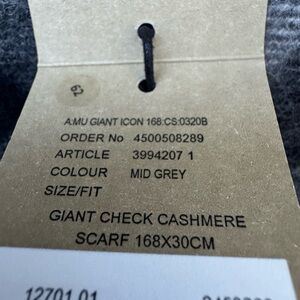 A:MU GIANT ICON 168:CS:0320B
ORDER No 4500508289
ARTICLE 3994207 1
COLOUR MID GREY
SIZE/FIT
GIANT CHECK CASHMERE
SCARF 168X30CM
12701 01